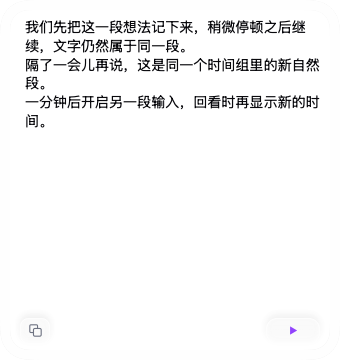 我们先把这一段想法记下来，稍微停顿之后继
续，文字仍然属于同一段。
隔了一会儿再说，这是同一个时间组里的新自然
段。
一分钟后开启另一段输入，回看时再显示新的时
间。